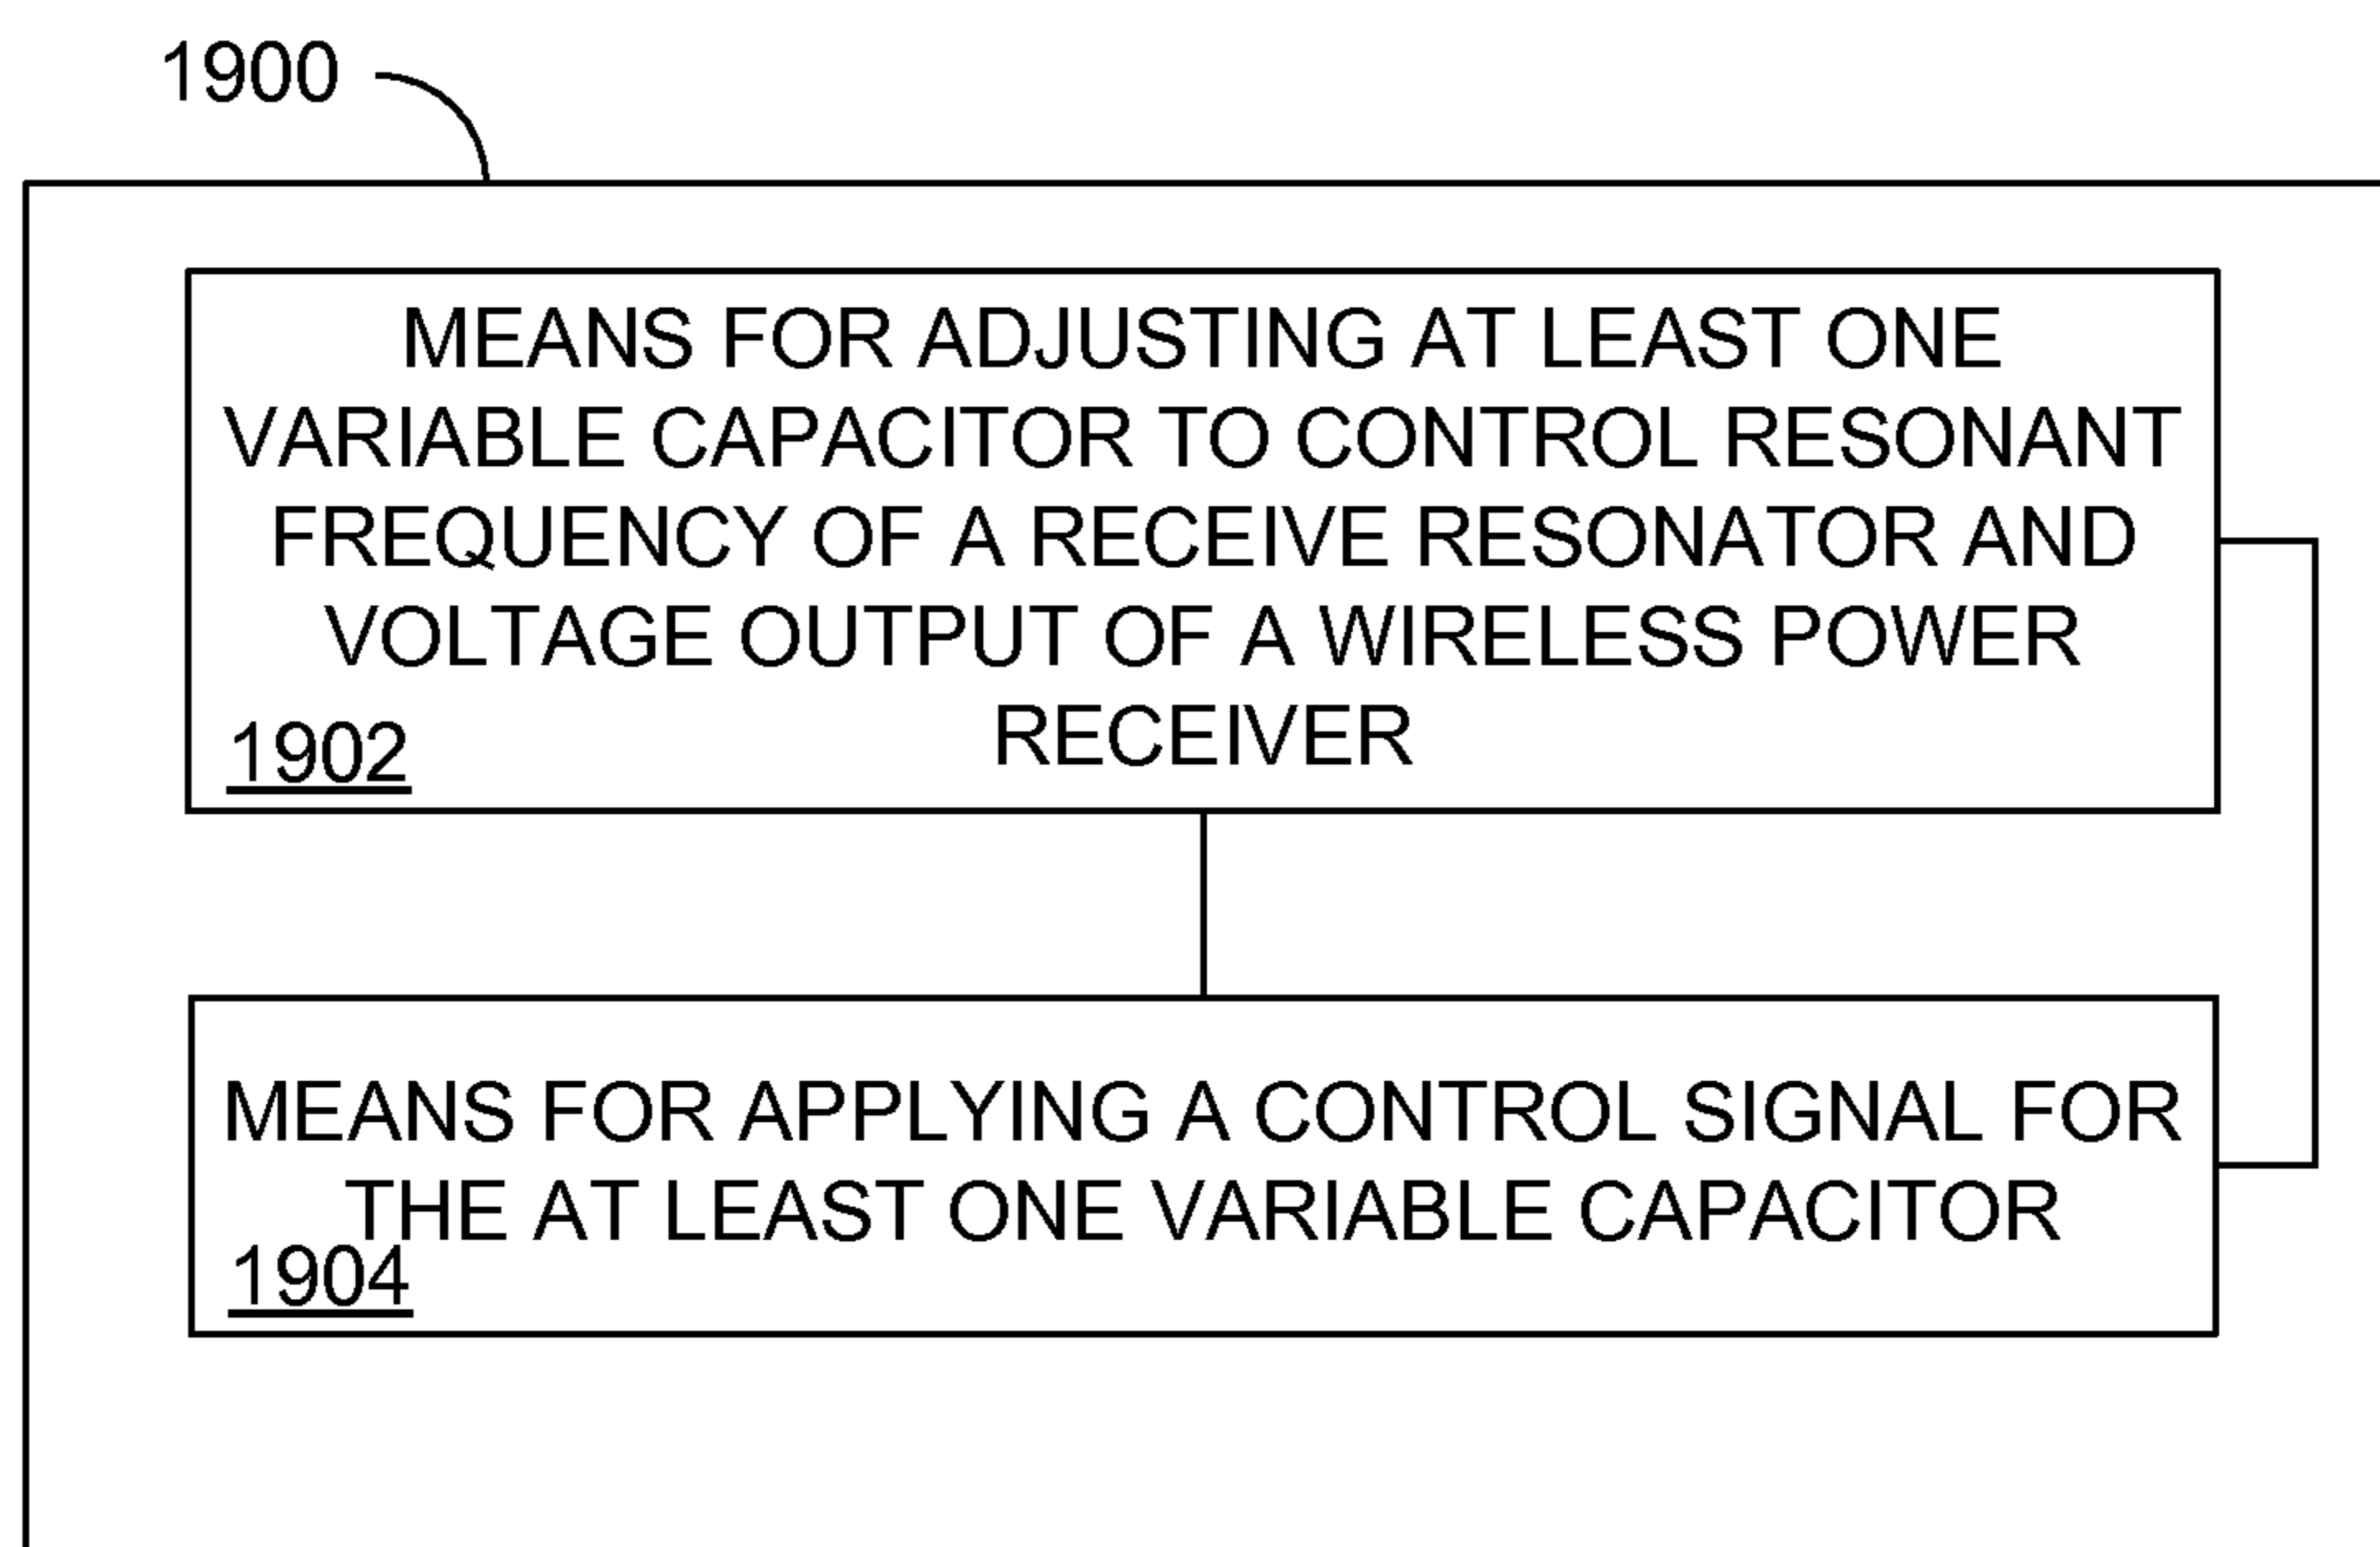 1900
MEANS FOR ADJUSTING AT LEAST ONE
VARIABLE CAPACITOR TO CONTROL RESONANT
FREQUENCY OF A RECEIVE RESONATOR AND
VOLTAGE OUTPUT OF A WIRELESS POWER
RECEIVER
1902
MEANS FOR APPLYING A CONTROL SIGNAL FOR
THE AT LEAST ONE VARIABLE CAPACITOR
1904